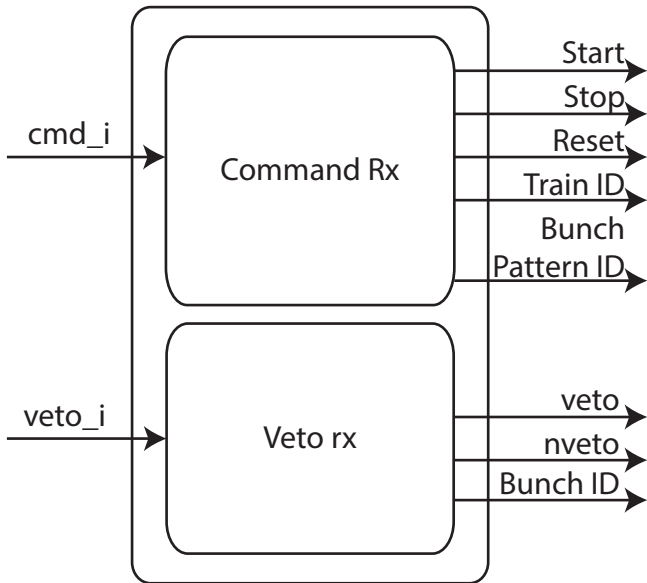 Start
Stop
cmd_i
Reset
Command Rx
Train ID
Bunch
Pattern ID
veto_i
veto
Veto rx
nveto
Bunch ID